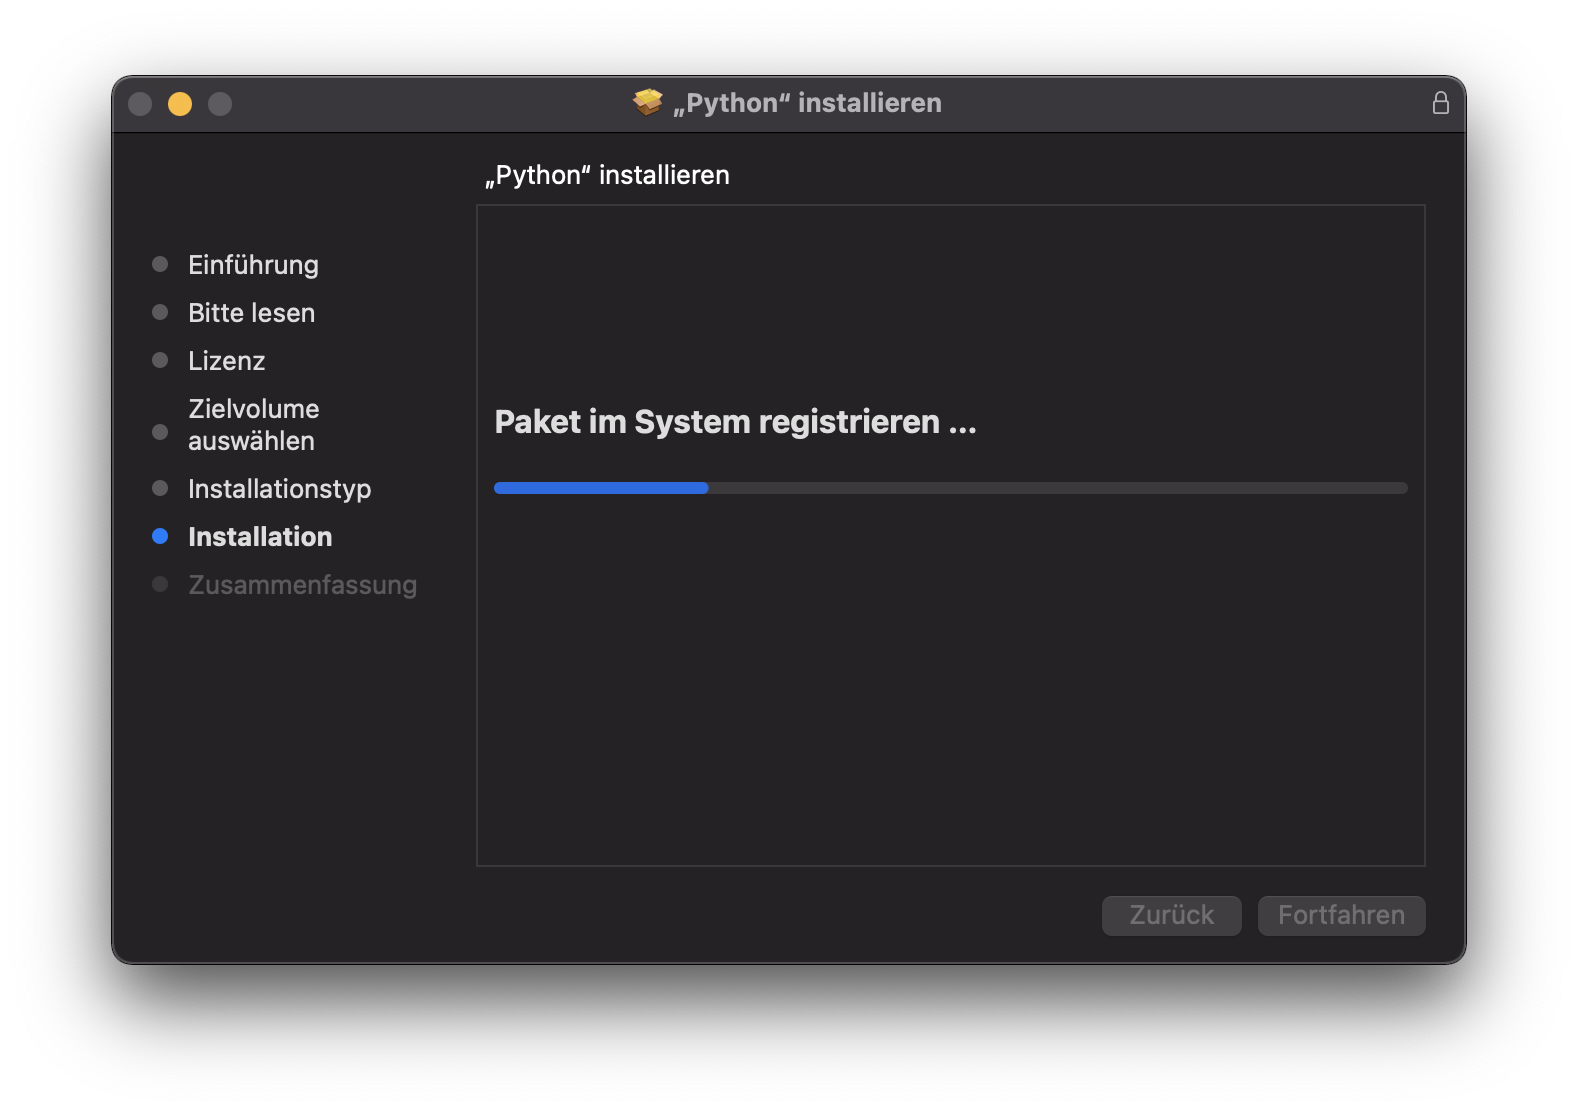 „Python“ installieren
„Python“ installieren
Einführung
Bitte lesen
Lizenz
Zielvolume
auswählen
Installationstyp
Installation
Zusammenfassung
Paket im System registrieren ...
Zurück
Fortfahren